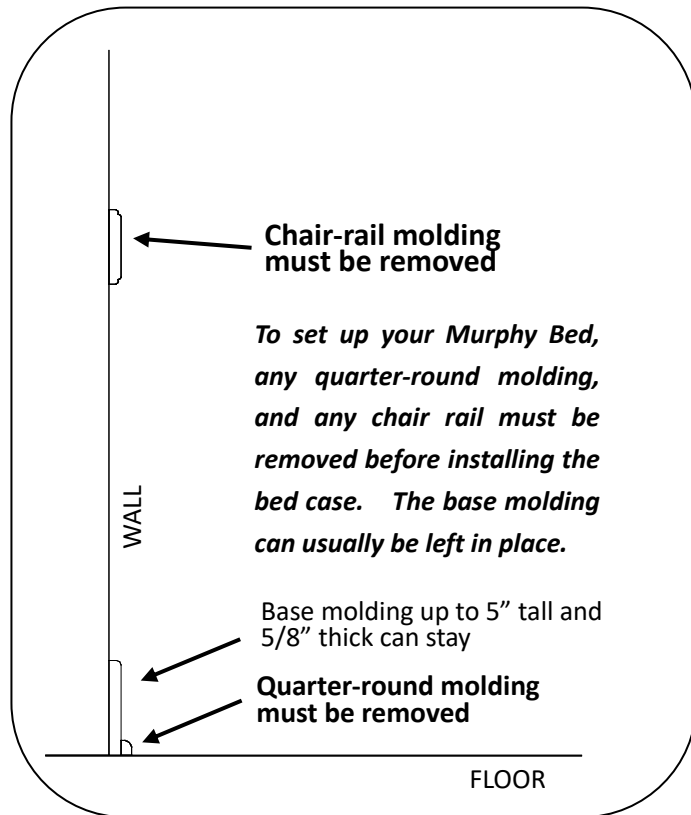 Chair-rail molding
must be removed
To set up your Murphy Bed,
any quarter-round molding,
and any chair rail must be
removed before installing the
bed case. The base molding
can usually be left in place.
WALL
Base molding up to 5” tall and
5/8” thick can stay
Quarter-round molding
must be removed
FLOOR